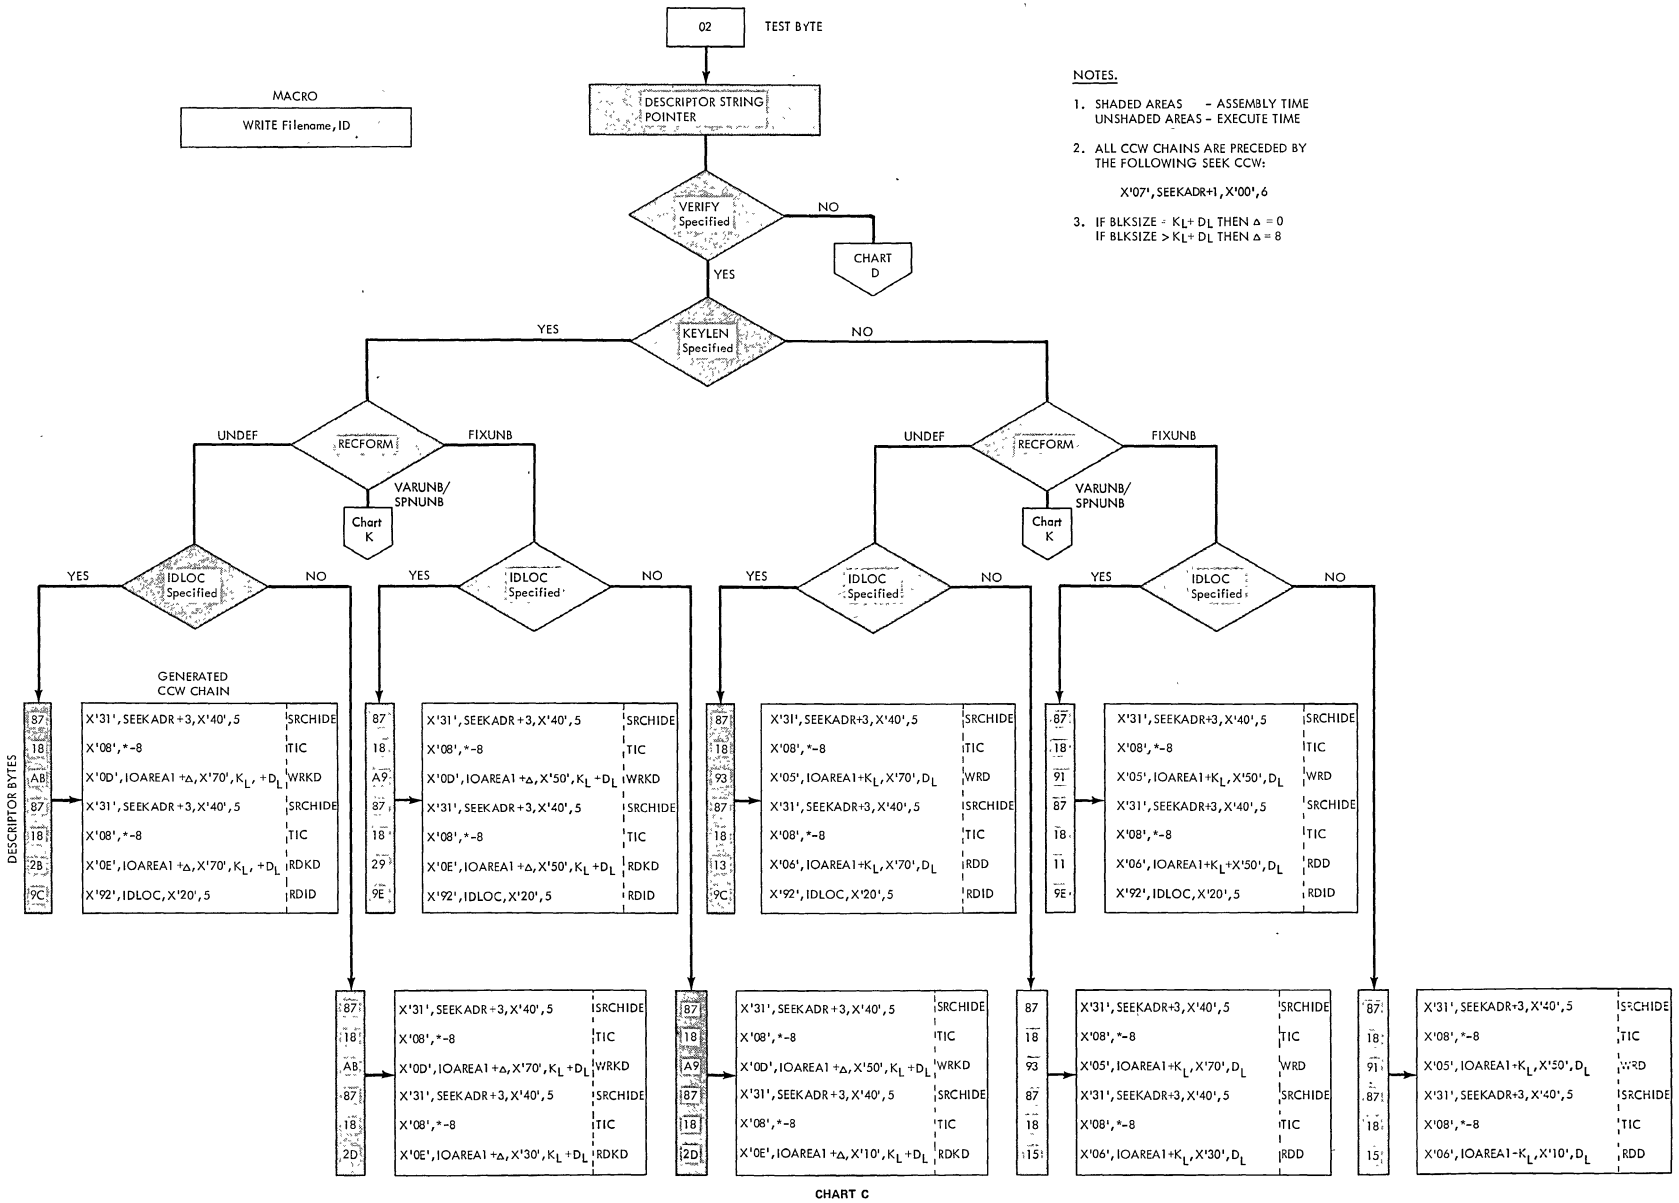 02
TEST BYTE
MACRO
WRITE Filename,ID
DESCRIPTOR STRING
POINTER
NOTES.
1. SHADED AREAS – ASSEMBLY TIME
UNSHADED AREAS – EXECUTE TIME
2. ALL CCW CHAINS ARE PRECEDED BY
THE FOLLOWING SEEK CCW:
X'07',SEEKADR+1,X'00',6
3. IF BLKSIZE = KL+ DL THEN Δ = 0
IF BLKSIZE > KL+ DL THEN Δ = 8
VERIFY
Specified
NO
CHART
D
YES
KEYLEN
Specified
YES
NO
RECFORM
UNDEF
FIXUNB
VARUNB/
SPNUNB
Chart
K
RECFORM
UNDEF
FIXUNB
VARUNB/
SPNUNB
Chart
K
YES
IDLOC
Specified
NO
YES
IDLOC
Specified
NO
YES
IDLOC
Specified
NO
YES
IDLOC
Specified
NO
GENERATED
CCW CHAIN
DESCRIPTOR BYTES
87 X'31',SEEKADR+3,X'40',5 SRCHIDE
18 X'08',*-8 TIC
AB X'0D',IOAREA1+Δ,X'70',KL, +DL WRKD
87 X'31',SEEKADR+3,X'40',5 SRCHIDE
18 X'08',*-8 TIC
2B X'0E',IOAREA1+Δ,X'70',KL, +DL RDKD
9C X'92',IDLOC,X'20',5 RDID
87 X'31',SEEKADR+3,X'40',5 SRCHIDE
18 X'08',*-8 TIC
A9 X'0D',IOAREA1+Δ,X'50',KL +DL WRKD
87 X'31',SEEKADR+3,X'40',5 SRCHIDE
18 X'08',*-8 TIC
29 X'0E',IOAREA1+Δ,X'50',KL +DL RDKD
9E X'92',IDLOC,X'20',5 RDID
87 X'31',SEEKADR+3,X'40',5 SRCHIDE
18 X'08',*-8 TIC
93 X'05',IOAREA1+KL,X'70',DL WRD
87 X'31',SEEKADR+3,X'40',5 SRCHIDE
18 X'08',*-8 TIC
13 X'06',IOAREA1+KL,X'70',DL RDD
9C X'92',IDLOC,X'20',5 RDID
87 X'31',SEEKADR+3,X'40',5 SRCHIDE
18 X'08',*-8 TIC
91 X'05',IOAREA1+KL,X'50',DL WRD
87 X'31',SEEKADR+3,X'40',5 SRCHIDE
18 X'08',*-8 TIC
11 X'06',IOAREA1+KL+X'50',DL RDD
9E X'92',IDLOC,X'20',5 RDID
87 X'31',SEEKADR+3,X'40',5 SRCHIDE
18 X'08',*-8 TIC
AB X'0D',IOAREA1+Δ,X'70',KL +DL WRKD
87 X'31',SEEKADR+3,X'40',5 SRCHIDE
18 X'08',*-8 TIC
2D X'0E',IOAREA1+Δ,X'30',KL +DL RDKD
87 X'31',SEEKADR+3,X'40',5 SRCHIDE
18 X'08',*-8 TIC
A9 X'0D',IOAREA1+Δ,X'50',KL +DL WRKD
87 X'31',SEEKADR+3,X'40',5 SRCHIDE
18 X'08',*-8 TIC
2D X'0E',IOAREA1+Δ,X'10',KL +DL RDKD
87 X'31',SEEKADR+3,X'40',5 SRCHIDE
18 X'08',*-8 TIC
93 X'05',IOAREA1+KL,X'70',DL WRD
87 X'31',SEEKADR+3,X'40',5 SRCHIDE
18 X'08',*-8 TIC
15 X'06',IOAREA1+KL,X'30',DL RDD
87 X'31',SEEKADR+3,X'40',5 SRCHIDE
18 X'08',*-8 TIC
91 X'05',IOAREA1+KL,X'50',DL WRD
87 X'31',SEEKADR+3,X'40',5 SRCHIDE
18 X'08',*-8 TIC
15 X'06',IOAREA1-KL,X'10',DL RDD
CHART C